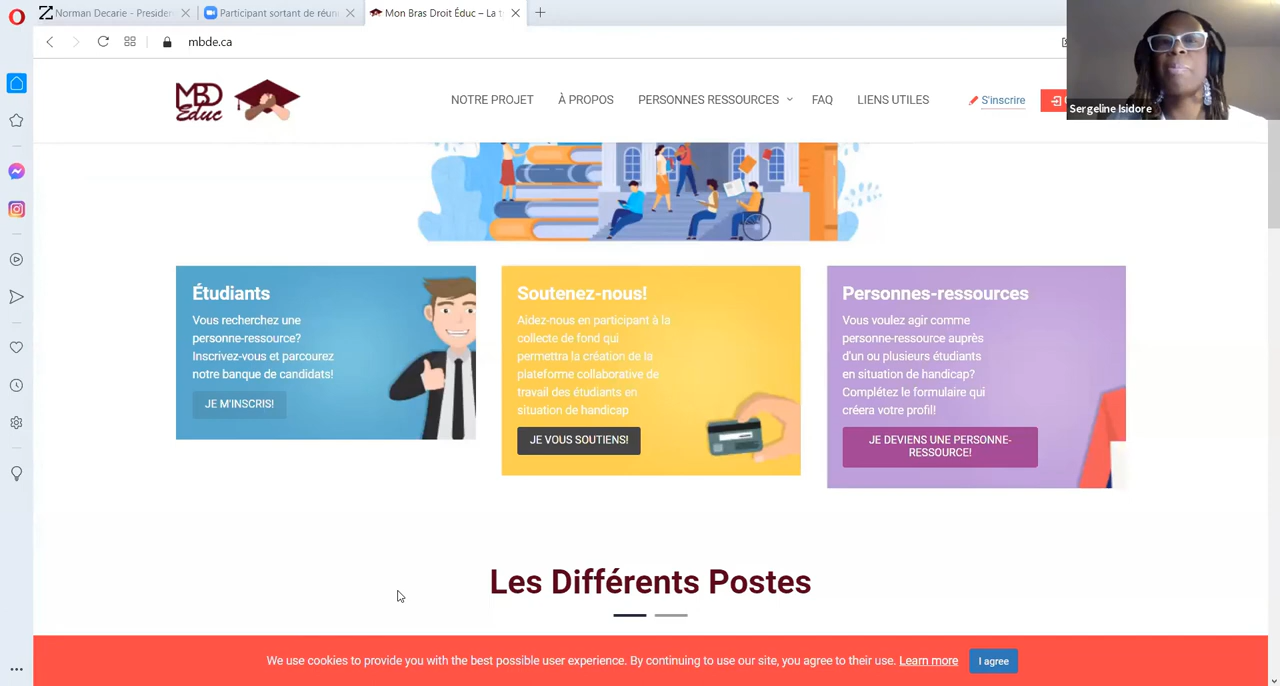 Norman Decarie - Presiden
Participant sortant de réun
Mon Bras Droit Éduc – La t
mbde.ca
MBD
Éduc
NOTRE PROJET
À PROPOS
PERSONNES RESSOURCES
FAQ
LIENS UTILES
S'inscrire
Sergeline Isidore
Étudiants
Vous recherchez une
personne-ressource?
Inscrivez-vous et parcourez
notre banque de candidats!
JE M'INSCRIS!
Soutenez-nous!
Aidez-nous en participant à la
collecte de fond qui
permettra la création de la
plateforme collaborative de
travail des étudiants en
situation de handicap
JE VOUS SOUTIENS!
Personnes-ressources
Vous voulez agir comme
personne-ressource auprès
d'un ou plusieurs étudiants
en situation de handicap?
Complétez le formulaire qui
créera votre profil!
JE DEVIENS UNE PERSONNE-
RESSOURCE!
Les Différents Postes
We use cookies to provide you with the best possible user experience. By continuing to use our site, you agree to their use. Learn more
I agree